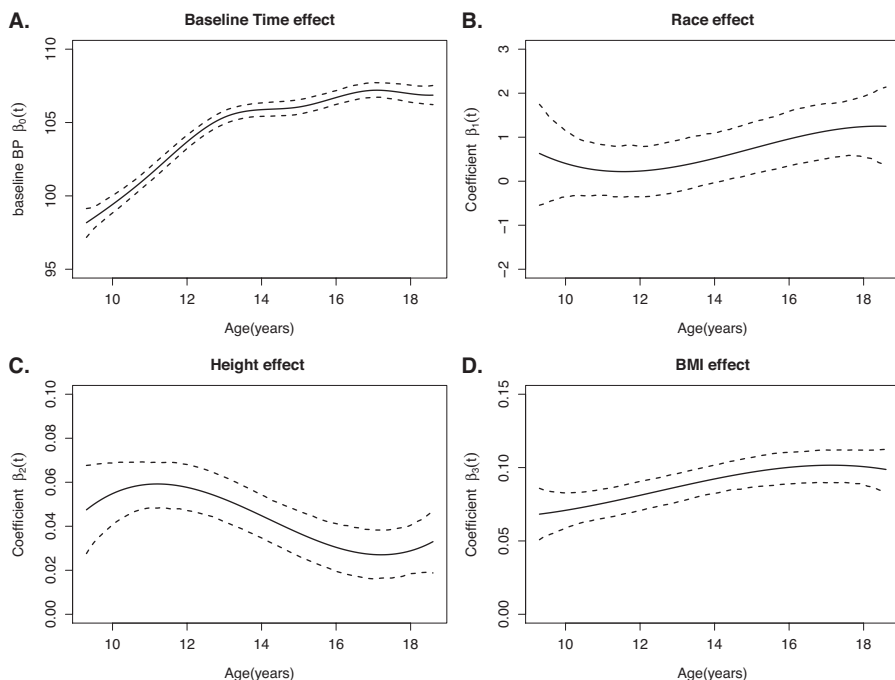 A.
Baseline Time effect
110
105
100
95
baseline BP β₀(t)
10 12 14 16 18
Age(years)
B.
Race effect
3
2
1
0
−1
−2
Coefficient β₁(t)
10 12 14 16 18
Age(years)
C.
Height effect
0.10
0.08
0.06
0.04
0.02
0.00
Coefficient β₂(t)
10 12 14 16 18
Age(years)
D.
BMI effect
0.15
0.10
0.05
0.00
Coefficient β₃(t)
10 12 14 16 18
Age(years)